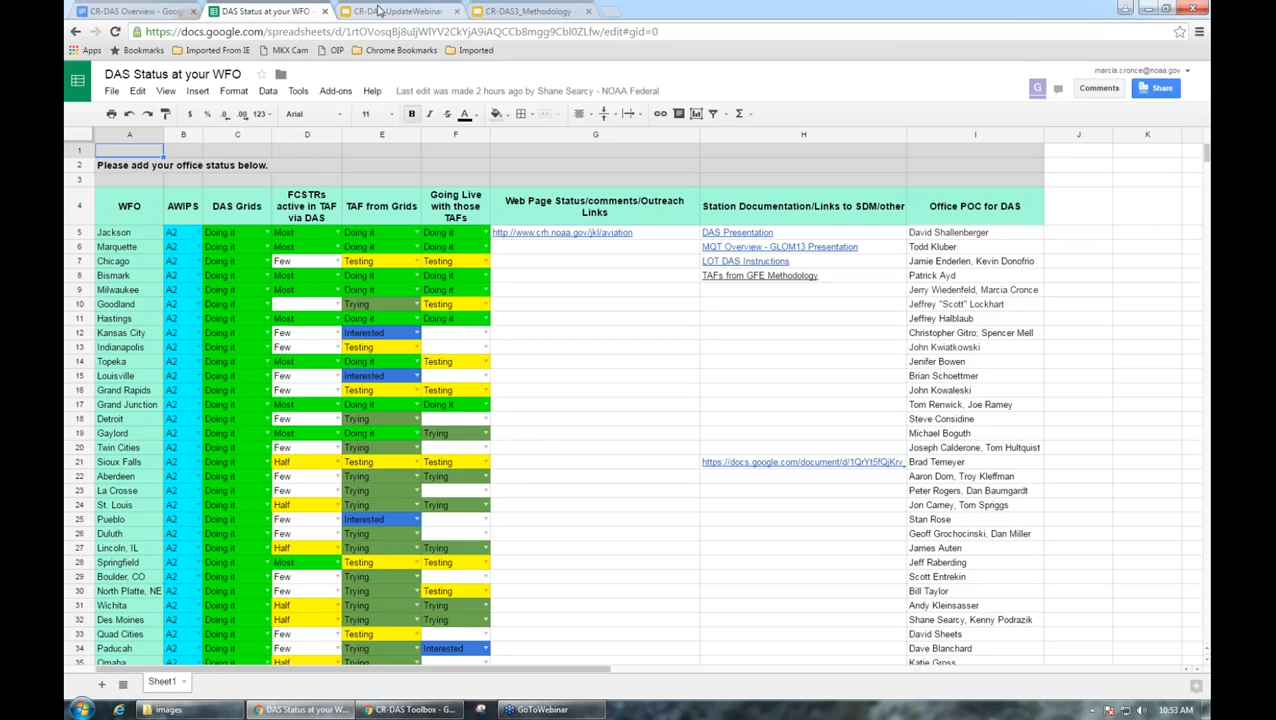 CR-DAS Overview - Goog
DAS Status at your WFO
UpdateWebinar
CR-DAS3_Methodology
https://docs.google.com/spreadsheets/d/
/edit#gid=0
Apps Bookmarks Imported From IE MKX Cam OIP Chrome Bookmarks Imported
DAS Status at your WFO
marcia.cronce@noaa.gov
File Edit View Insert Format Data Tools Add-ons Help Last edit was made 2 hours ago by Shane Searcy - NOAA Federal
G Comments Share
$ % .0 .00 123 Arial 11 B I S A
A B C D E F G H I J K
1
2 Please add your office status below.
3
4 WFO AWIPS DAS Grids FCSTRs active in TAF via DAS TAF from Grids Going Live with those TAFs Web Page Status/comments/Outreach Links Station Documentation/Links to SDM/other Office POC for DAS
5 Jackson A2 Doing it Most Doing it Doing it http://www.crh.noaa.gov/jkl/aviation DAS Presentation David Shallenberger
6 Marquette A2 Doing it Most Doing it Doing it MQT Overview - GLOM13 Presentation Todd Kluber
7 Chicago A2 Doing it Few Testing Testing LOT DAS Instructions Jamie Enderlen, Kevin Donofrio
8 Bismark A2 Doing it Most Doing it Doing it TAFs from GFE Methodology Patrick Ayd
9 Milwaukee A2 Doing it Most Doing it Doing it Jerry Wiedenfeld, Marcia Cronce
10 Goodland A2 Doing it Trying Testing Jeffrey "Scott" Lockhart
11 Hastings A2 Doing it Most Doing it Doing it Jeffrey Halblaub
12 Kansas City A2 Doing it Few Interested Christopher Gitro; Spencer Mell
13 Indianapolis A2 Doing it Few Testing John Kwiatkowski
14 Topeka A2 Doing it Most Doing it Testing Jenifer Bowen
15 Louisville A2 Doing it Few Interested Brian Schoettmer
16 Grand Rapids A2 Doing it Few Testing Testing John Kowaleski
17 Grand Junction A2 Doing it Most Doing it Doing it Tom Renwick, Joe Ramey
18 Detroit A2 Doing it Few Trying Steve Considine
19 Gaylord A2 Doing it Most Doing it Trying Michael Boguth
20 Twin Cities A2 Doing it Few Trying Joseph Calderone, Tom Hultquist
21 Sioux Falls A2 Doing it Half Testing Testing https://docs.google.com/document/d/1QrYt5fQjKrv_ Brad Temeyer
22 Aberdeen A2 Doing it Few Trying Trying Aaron Dorn, Troy Kleffman
23 La Crosse A2 Doing it Few Trying Peter Rogers, Dan Baumgardt
24 St. Louis A2 Doing it Half Trying Trying Jon Carney, Tom Spriggs
25 Pueblo A2 Doing it Few Interested Stan Rose
26 Duluth A2 Doing it Few Trying Geoff Grochocinski, Dan Miller
27 Lincoln, IL A2 Doing it Half Trying Trying James Auten
28 Springfield A2 Doing it Most Testing Testing Jeff Raberding
29 Boulder, CO A2 Doing it Few Trying Scott Entrekin
30 North Platte, NE A2 Doing it Few Trying Testing Bill Taylor
31 Wichita A2 Doing it Half Trying Trying Andy Kleinsasser
32 Des Moines A2 Doing it Half Trying Trying Shane Searcy, Kenny Podrazik
33 Quad Cities A2 Doing it Few Testing David Sheets
34 Paducah A2 Doing it Few Trying Interested Dave Blanchard
35 Omaha A2 Doing it Half Trying Katie Gross
Sheet1
images DAS Status at your W... CR-DAS Toolbox - G... GoToWebinar 10:53 AM